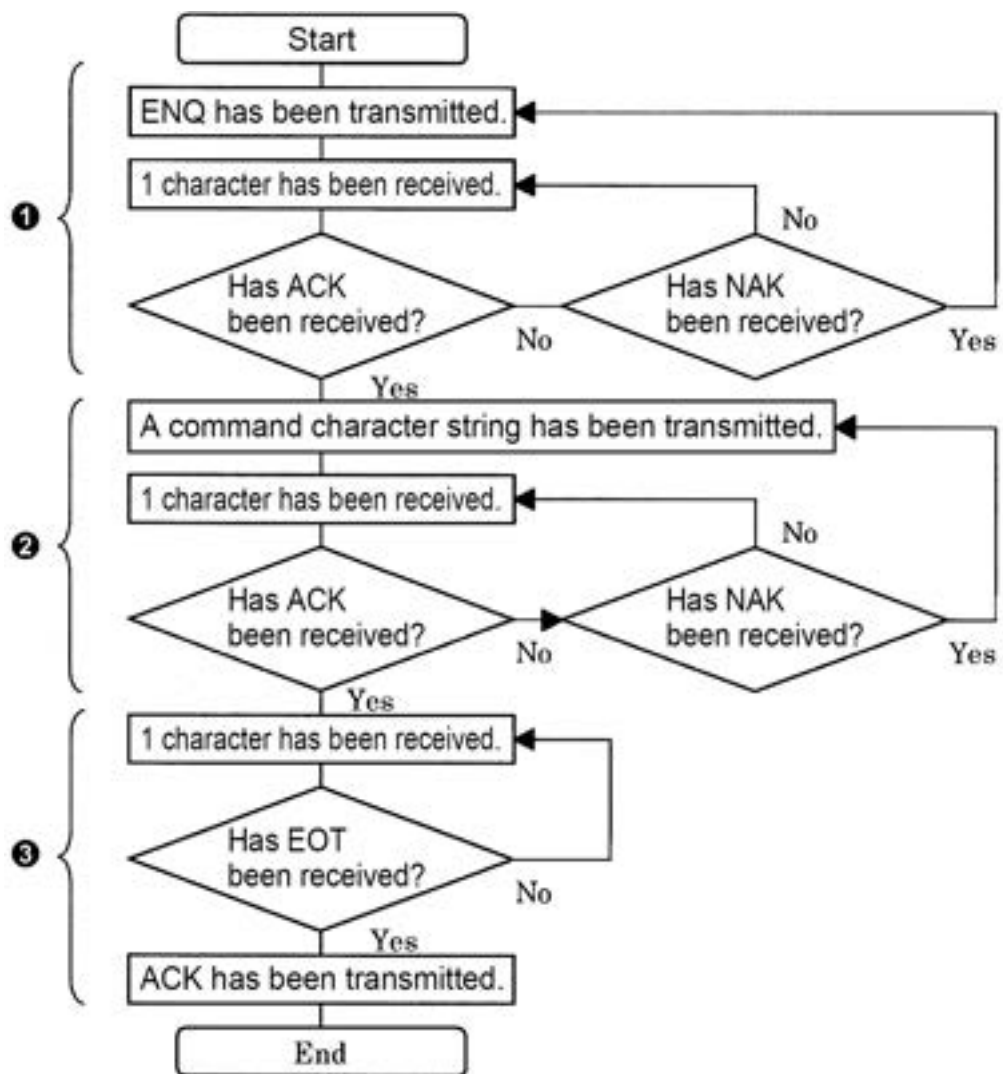 Start
ENQ has been transmitted.
1 character has been received.
❶
No
Has ACK
been received?
Has NAK
been received?
No
Yes
Yes
A command character string has been transmitted.
1 character has been received.
❷
No
Has ACK
been received?
Has NAK
been received?
No
Yes
Yes
1 character has been received.
❸
Has EOT
been received?
No
Yes
ACK has been transmitted.
End